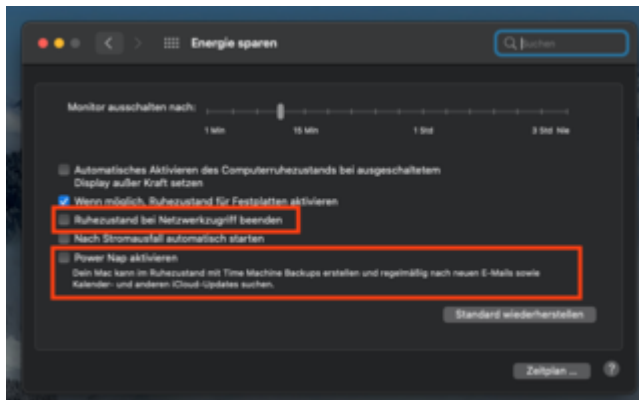 Energie sparen
Suchen
Monitor ausschalten nach:
1 Min 15 Min 1 Std 3 Std Nie
Automatisches Aktivieren des Computerruhezustands bei ausgeschaltetem
Display außer Kraft setzen
Wenn möglich, Ruhezustand für Festplatten aktivieren
Ruhezustand bei Netzwerkzugriff beenden
Nach Stromausfall automatisch starten
Power Nap aktivieren
Dein Mac kann im Ruhezustand mit Time Machine Backups erstellen und regelmäßig nach neuen E-Mails sowie
Kalender- und anderen iCloud-Updates suchen.
Standard wiederherstellen
Zeitplan ... ?